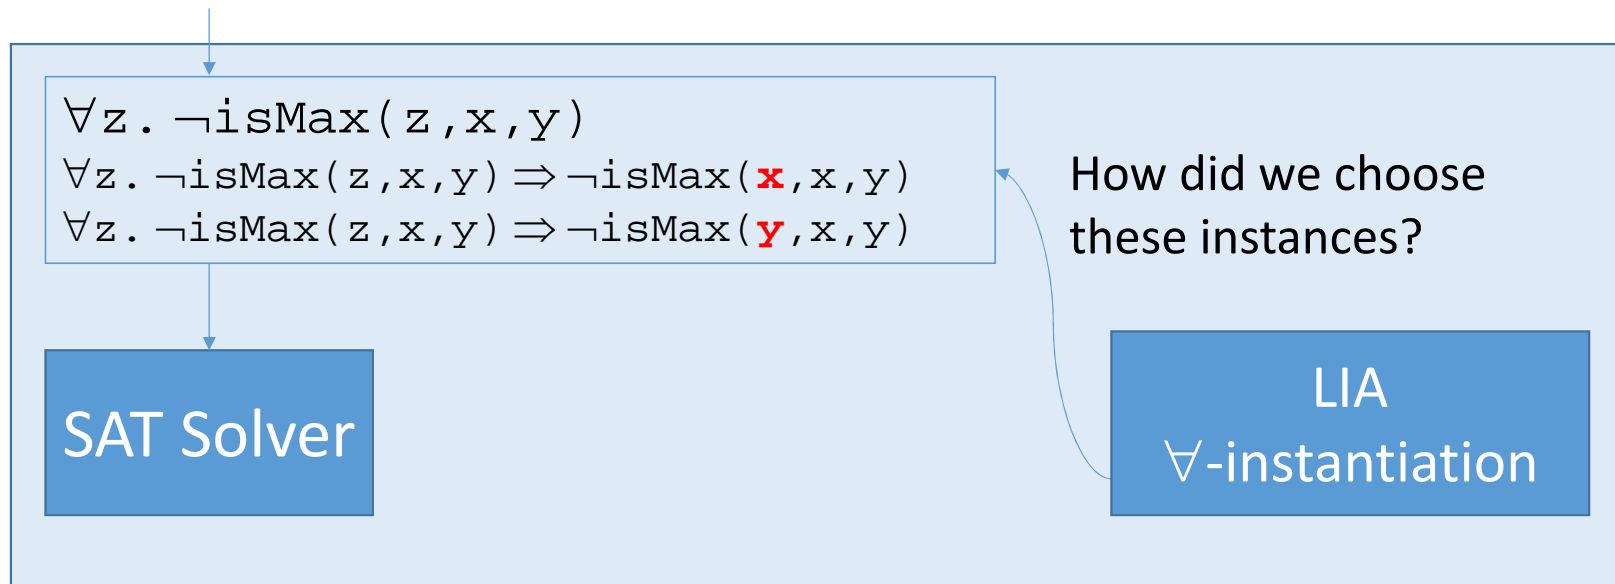 ∀z.¬isMax(z,x,y)
∀z.¬isMax(z,x,y)⇒¬isMax(x,x,y)
∀z.¬isMax(z,x,y)⇒¬isMax(y,x,y)
How did we choose
these instances?
SAT Solver
LIA
∀-instantiation